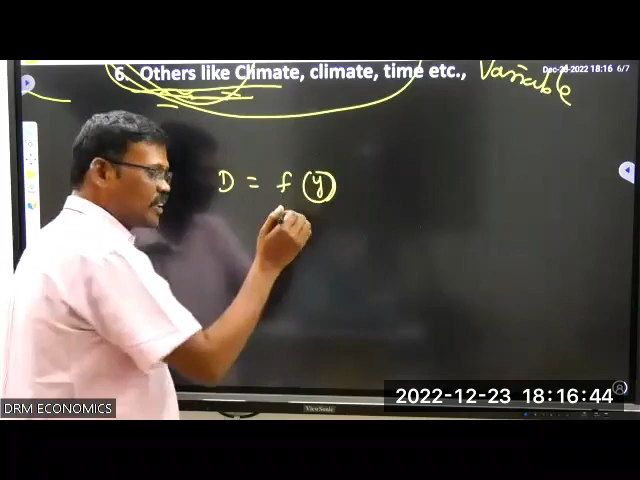 Dec-23-2022 18:16 6/7
6. Others like Climate, climate, time etc., Variable
D = f (y)
2022-12-23 18:16:44
DRM ECONOMICS
ViewSonic